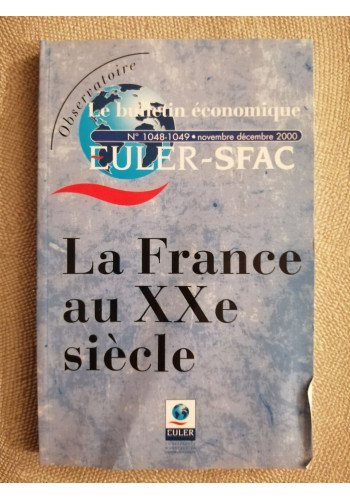 Observatoire
Le bulletin économique
N° 1048-1049 • novembre décembre 2000
EULER-SFAC
La France
au XXe
siècle
EULER